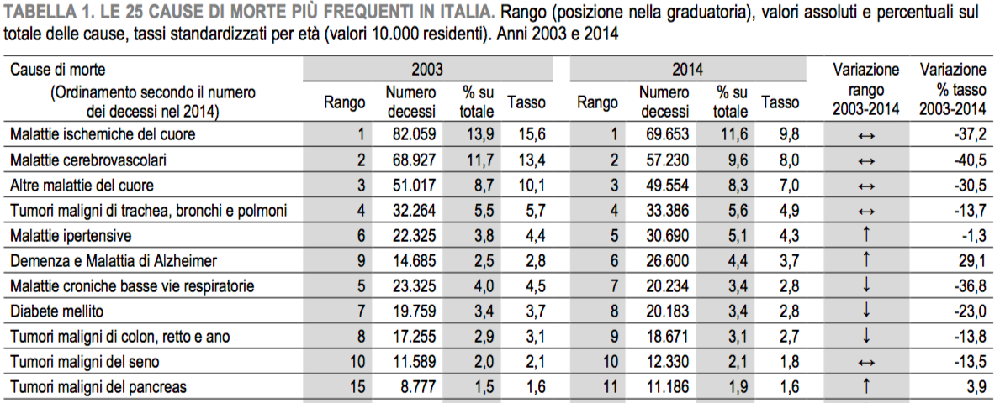 TABELLA 1. LE 25 CAUSE DI MORTE PIÙ FREQUENTI IN ITALIA. Rango (posizione nella graduatoria), valori assoluti e percentuali sul
totale delle cause, tassi standardizzati per età (valori 10.000 residenti). Anni 2003 e 2014
Cause di morte 2003 2014 Variazione Variazione
(Ordinamento secondo il numero Numero % su Numero % su rango % tasso
dei decessi nel 2014) Rango decessi totale Tasso Rango decessi totale Tasso 2003-2014 2003-2014
Malattie ischemiche del cuore 1 82.059 13,9 15,6 1 69.653 11,6 9,8 ↔ -37,2
Malattie cerebrovascolari 2 68.927 11,7 13,4 2 57.230 9,6 8,0 ↔ -40,5
Altre malattie del cuore 3 51.017 8,7 10,1 3 49.554 8,3 7,0 ↔ -30,5
Tumori maligni di trachea, bronchi e polmoni 4 32.264 5,5 5,7 4 33.386 5,6 4,9 ↔ -13,7
Malattie ipertensive 6 22.325 3,8 4,4 5 30.690 5,1 4,3 ↑ -1,3
Demenza e Malattia di Alzheimer 9 14.685 2,5 2,8 6 26.600 4,4 3,7 ↑ 29,1
Malattie croniche basse vie respiratorie 5 23.325 4,0 4,5 7 20.234 3,4 2,8 ↓ -36,8
Diabete mellito 7 19.759 3,4 3,7 8 20.183 3,4 2,8 ↓ -23,0
Tumori maligni di colon, retto e ano 8 17.255 2,9 3,1 9 18.671 3,1 2,7 ↓ -13,8
Tumori maligni del seno 10 11.589 2,0 2,1 10 12.330 2,1 1,8 ↔ -13,5
Tumori maligni del pancreas 15 8.777 1,5 1,6 11 11.186 1,9 1,6 ↑ 3,9